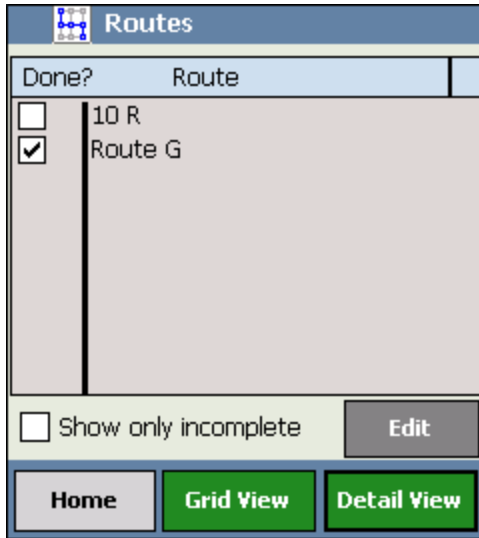 Routes
Done? Route
10 R
Route G
Show only incomplete Edit
Home Grid View Detail View